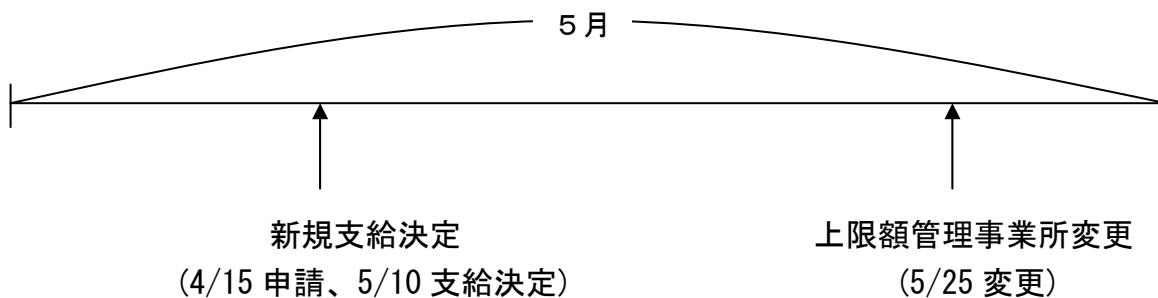 ５月
新規支給決定
(4/15 申請、5/10 支給決定)
上限額管理事業所変更
(5/25 変更)